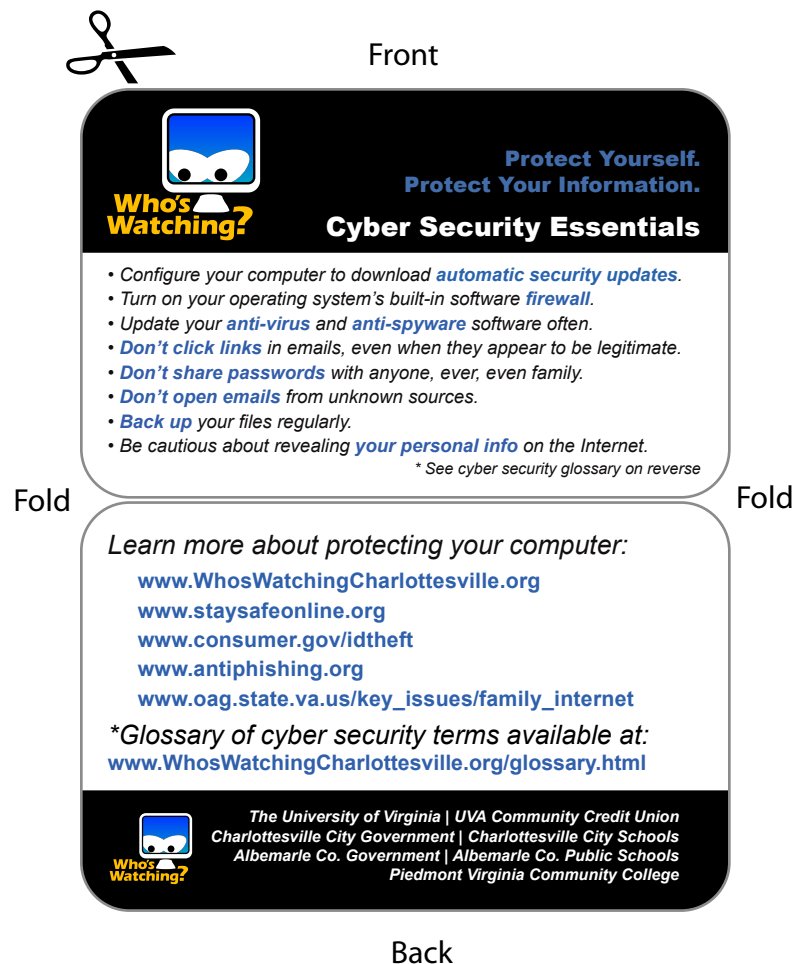 Front
Protect Yourself.
Protect Your Information.
Who's
Watching?
Cyber Security Essentials
• Configure your computer to download automatic security updates.
• Turn on your operating system’s built-in software firewall.
• Update your anti-virus and anti-spyware software often.
• Don’t click links in emails, even when they appear to be legitimate.
• Don’t share passwords with anyone, ever, even family.
• Don’t open emails from unknown sources.
• Back up your files regularly.
• Be cautious about revealing your personal info on the Internet.
* See cyber security glossary on reverse
Fold
Fold
Learn more about protecting your computer:
www.WhosWatchingCharlottesville.org
www.staysafeonline.org
www.consumer.gov/idtheft
www.antiphishing.org
www.oag.state.va.us/key_issues/family_internet
*Glossary of cyber security terms available at:
www.WhosWatchingCharlottesville.org/glossary.html
Who's
Watching?
The University of Virginia | UVA Community Credit Union
Charlottesville City Government | Charlottesville City Schools
Albemarle Co. Government | Albemarle Co. Public Schools
Piedmont Virginia Community College
Back